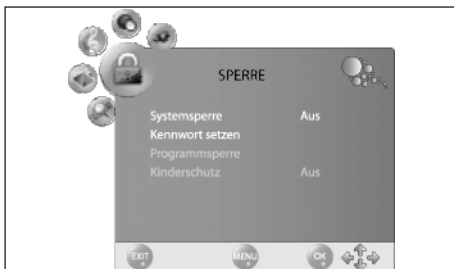 SPERRE
Systemsperre Aus
Kennwort setzen
Programmsperre
Kinderschutz Aus
EXIT MENU OK